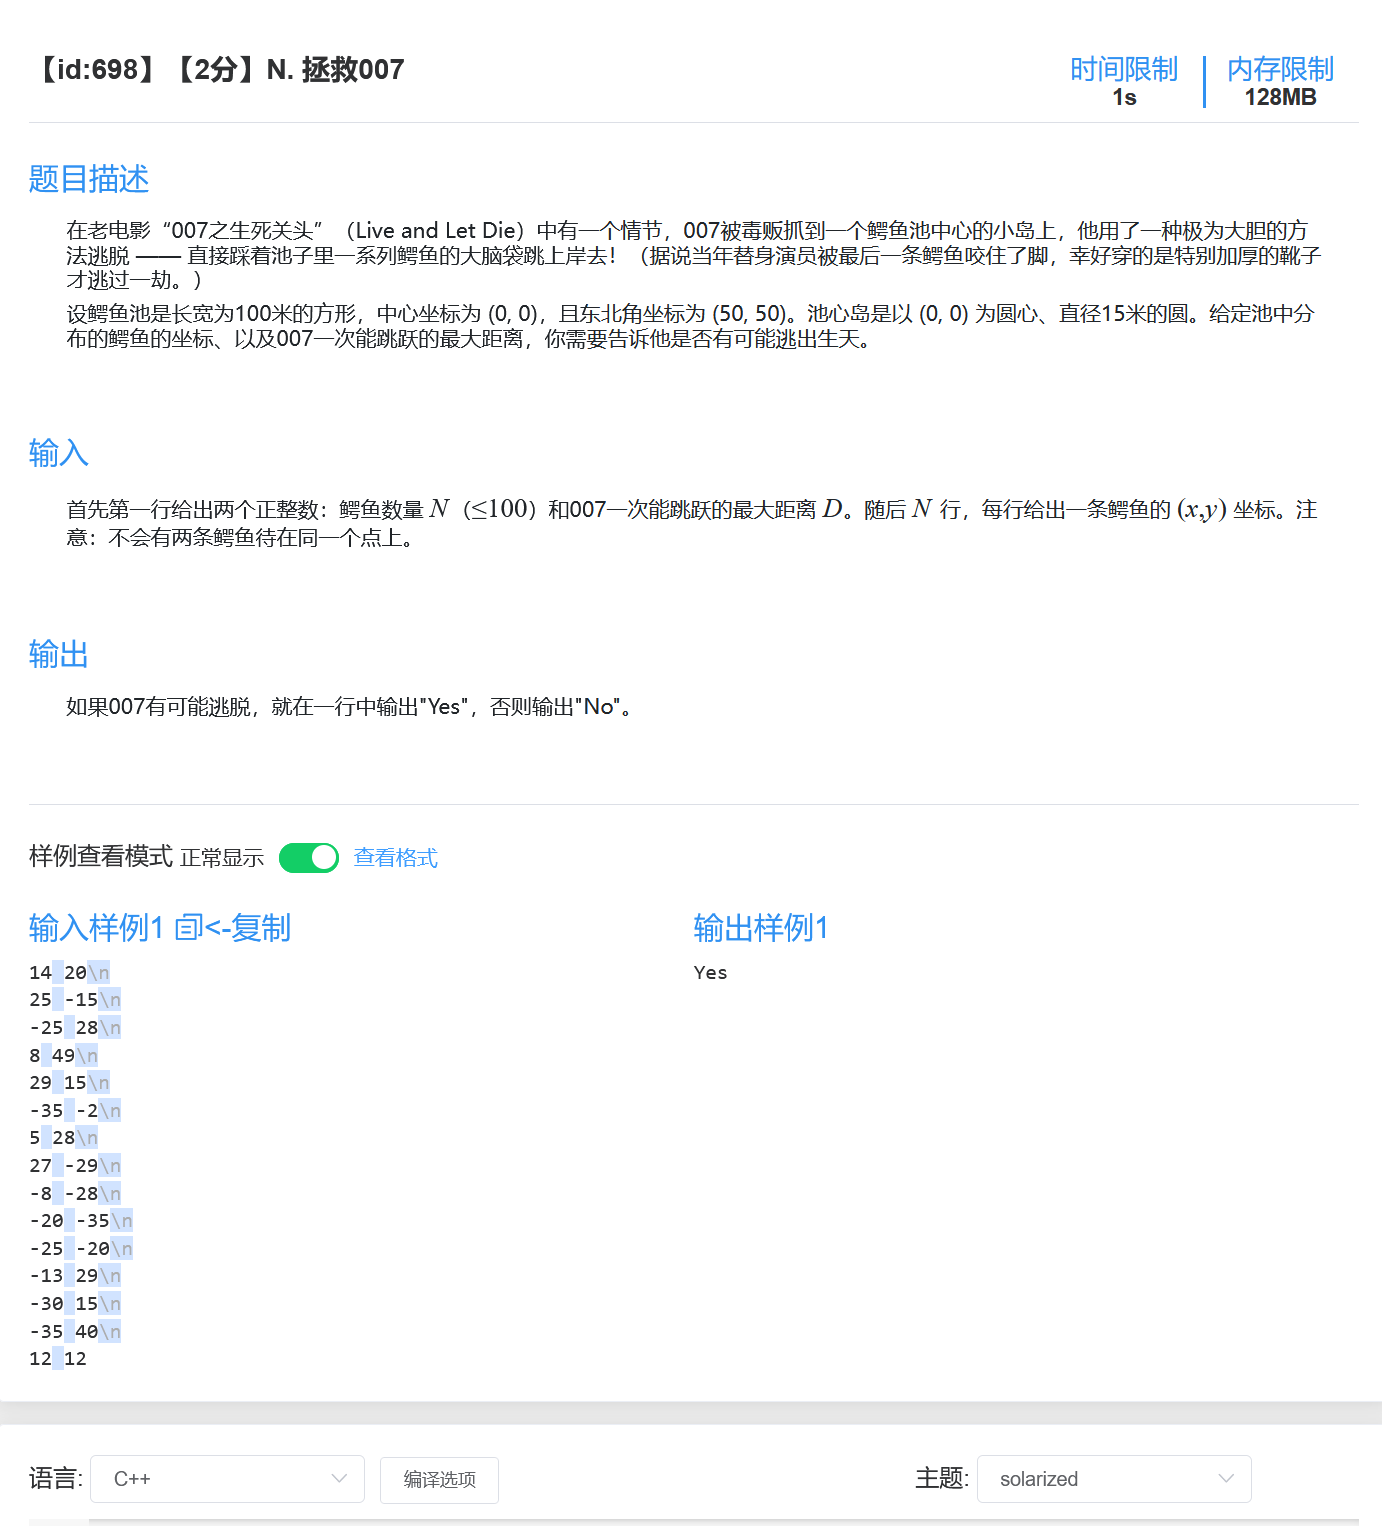 【id:698】【2分】N. 拯救007
时间限制
1s
内存限制
128MB
题目描述
在老电影“007之生死关头”（Live and Let Die）中有一个情节，007被毒贩抓到一个鳄鱼池中心的小岛上，他用了一种极为大胆的方
法逃脱 —— 直接踩着池子里一系列鳄鱼的大脑袋跳上岸去！（据说当年替身演员被最后一条鳄鱼咬住了脚，幸好穿的是特别加厚的靴子
才逃过一劫。）
设鳄鱼池是长宽为100米的方形，中心坐标为 (0, 0)，且东北角坐标为 (50, 50)。池心岛是以 (0, 0) 为圆心、直径15米的圆。给定池中分
布的鳄鱼的坐标、以及007一次能跳跃的最大距离，你需要告诉他是否有可能逃出生天。
输入
首先第一行给出两个正整数：鳄鱼数量 N（≤100）和007一次能跳跃的最大距离 D。随后 N 行，每行给出一条鳄鱼的 (x,y) 坐标。注
意：不会有两条鳄鱼待在同一个点上。
输出
如果007有可能逃脱，就在一行中输出"Yes"，否则输出"No"。
样例查看模式 正常显示 查看格式
输入样例1 <-复制
14 20\n
25 -15\n
-25 28\n
8 49\n
29 15\n
-35 -2\n
5 28\n
27 -29\n
-8 -28\n
-20 -35\n
-25 -20\n
-13 29\n
-30 15\n
-35 40\n
12 12
输出样例1
Yes
语言: C++ 编译选项 主题: solarized